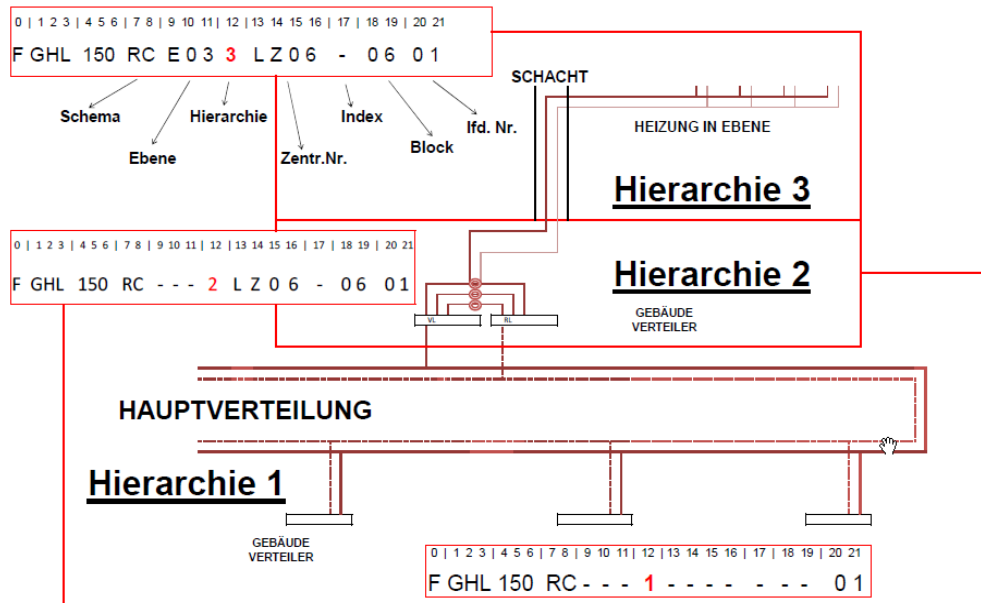 0 | 1 2 3 | 4 5 6 | 7 8 | 9 10 11| 12 |13 14 15 16 | 17 | 18 19 | 20 21
F GHL 150 RC E 0 3 3 L Z 0 6 - 0 6 0 1
Schema
Hierarchie
Index
lfd. Nr.
Ebene
Zentr.Nr.
Block
SCHACHT
HEIZUNG IN EBENE
Hierarchie 3
0 | 1 2 3 | 4 5 6 | 7 8 | 9 10 11| 12 | 13 14 15 16 | 17 | 18 19 | 20 21
F GHL 150 RC - - - 2 L Z 0 6 - 0 6 0 1
Hierarchie 2
VL
RL
GEBÄUDE
VERTEILER
HAUPTVERTEILUNG
Hierarchie 1
GEBÄUDE
VERTEILER
0 | 1 2 3 | 4 5 6 | 7 8 | 9 10 11| 12 |13 14 15 16 | 17 | 18 19 | 20 21
F GHL 150 RC - - - 1 - - - - - - - 0 1